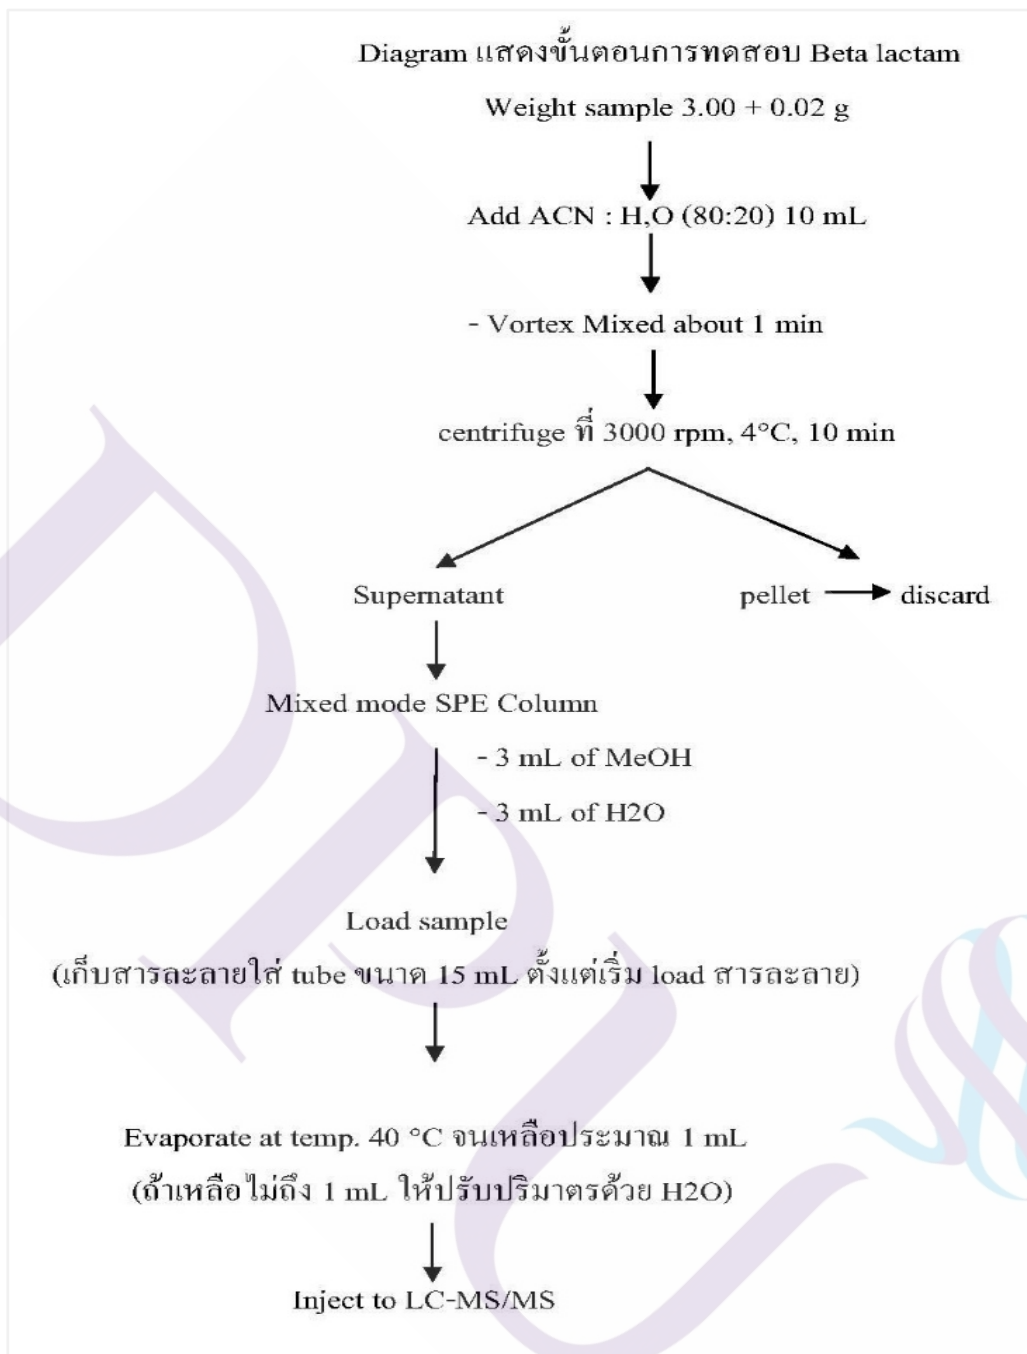 Diagram แสดงขั้นตอนการทดสอบ Beta lactam
Weight sample 3.00 + 0.02 g
Add ACN : H2O (80:20) 10 mL
- Vortex Mixed about 1 min
centrifuge ที่ 3000 rpm, 4°C, 10 min
Supernatant
pellet
discard
Mixed mode SPE Column
- 3 mL of MeOH
- 3 mL of H2O
Load sample
(เก็บสารละลายใส่ tube ขนาด 15 mL ตั้งแต่เริ่ม load สารละลาย)
Evaporate at temp. 40 °C จนเหลือประมาณ 1 mL
(ถ้าเหลือไม่ถึง 1 mL ให้ปรับปริมาตรด้วย H2O)
Inject to LC-MS/MS
DPU